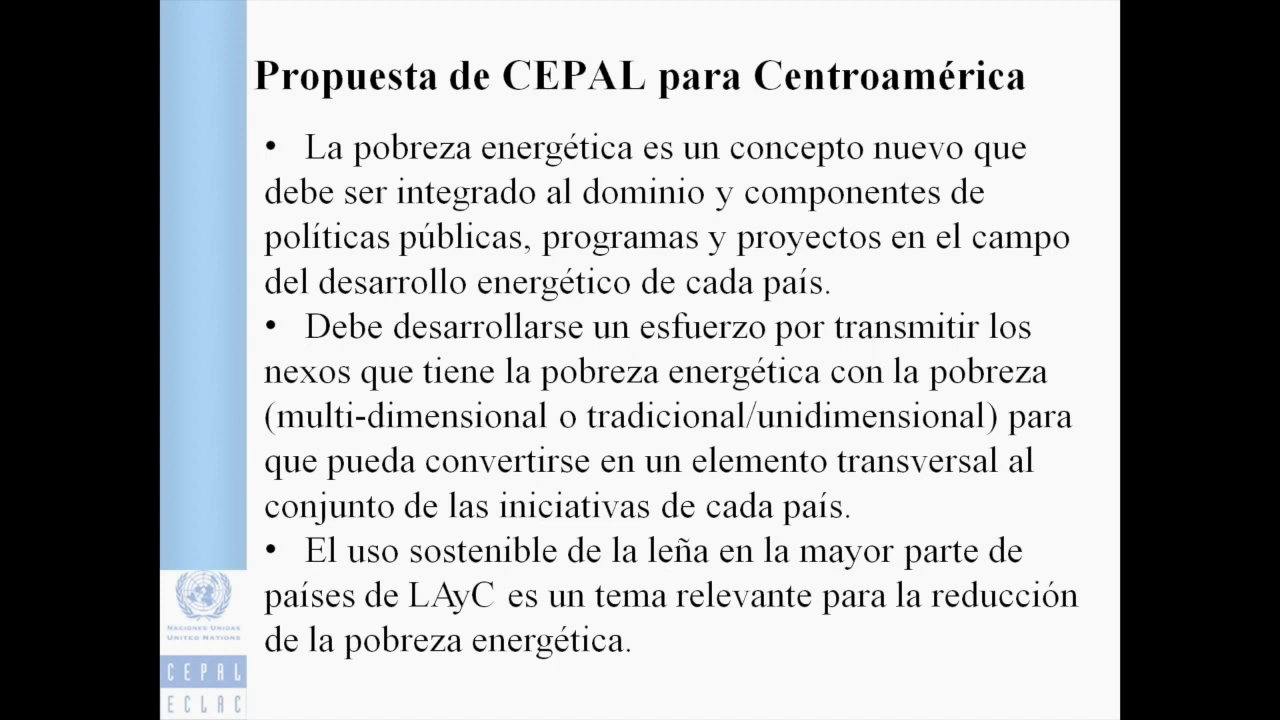 Propuesta de CEPAL para Centroamérica
• La pobreza energética es un concepto nuevo que
debe ser integrado al dominio y componentes de
políticas públicas, programas y proyectos en el campo
del desarrollo energético de cada país.
• Debe desarrollarse un esfuerzo por transmitir los
nexos que tiene la pobreza energética con la pobreza
(multi-dimensional o tradicional/unidimensional) para
que pueda convertirse en un elemento transversal al
conjunto de las iniciativas de cada país.
• El uso sostenible de la leña en la mayor parte de
países de LAyC es un tema relevante para la reducción
de la pobreza energética.
NACIONES UNIDAS
UNITED NATIONS
CEPAL
ECLAC